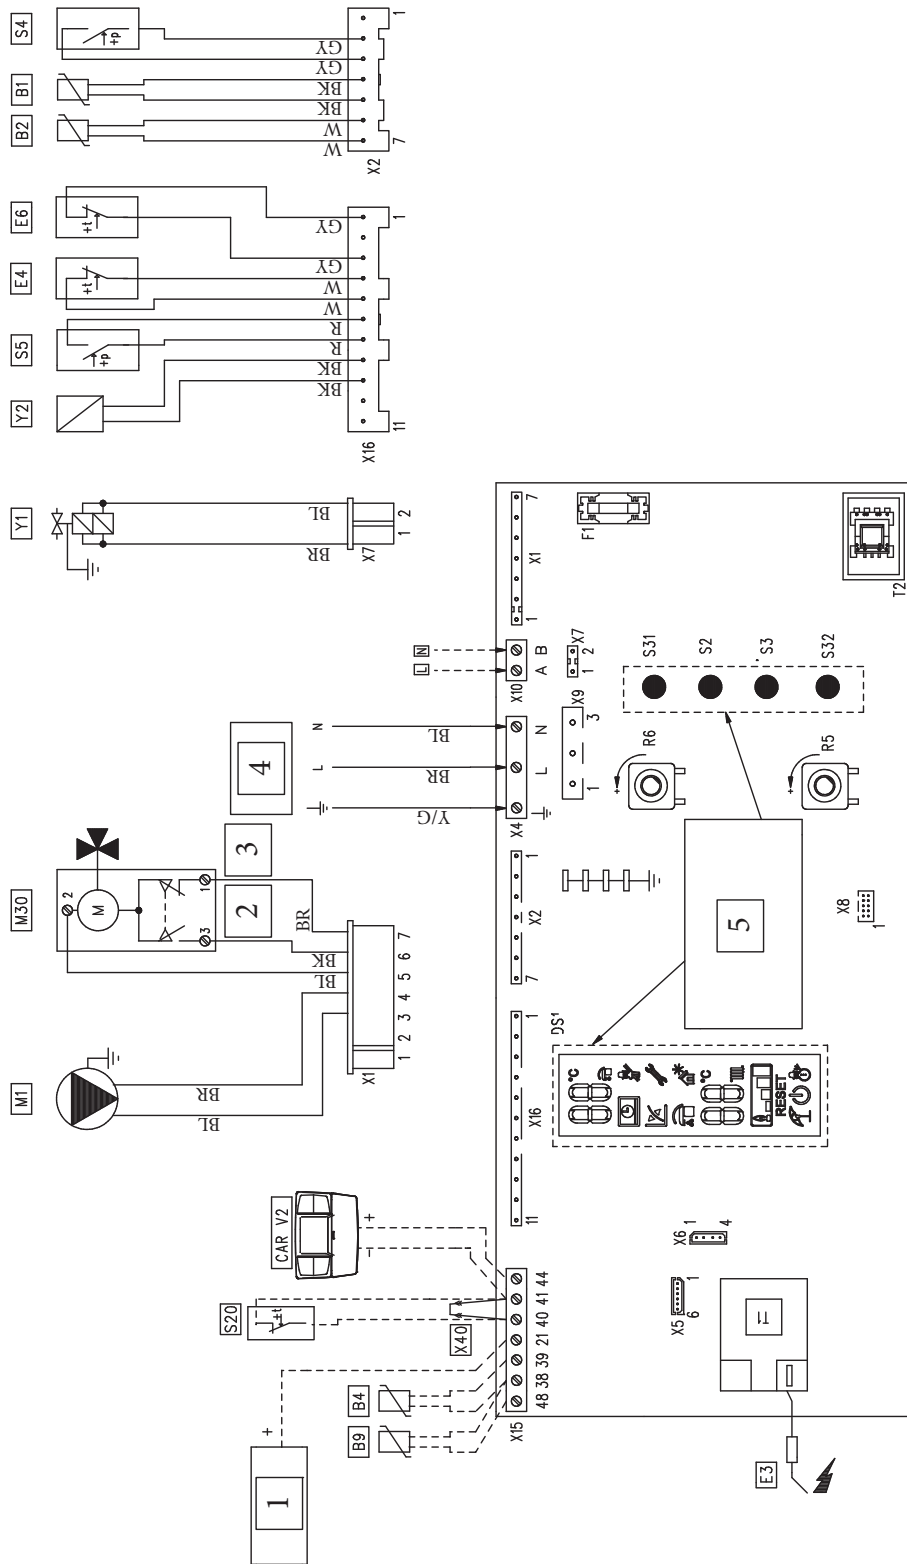 S4
+p
GY
GY
1
B1
BK
BK
B2
W
W
7
X2
E6
+t
GY
GY
1
E4
+t
W
W
S5
+p
R
R
Y2
BK
BK
11
X16
Y1
BL
BR
X7
1 2
F1
X1
1
7
T2
L
N
X10
A B
X7
1 2
X9
1
3
S31
S2
.S3
S32
R6
+
R5
+
4
N
L
BL
BR
Y/G
X4
L N
M30
2
M
3
1
2
3
BR
BK
BL
X1
1 2 3 4 5 6 7
X2
7
1
5
X8
1
M1
BR
BL
X16
11
1
DS1
°C
°C
RESET
CAR V2
+
−
S20
±t
X40
B4
B9
1
+
X15
48 38 39 21 40 41 44
X6
1
4
X5
6
1
T1
E3